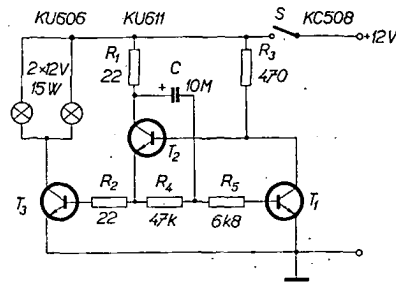 KU606 KU611 S KC508
+12V
R1 22
C
+ 10M
R3 470
2×12V
15W
T2
T3
R2 22
R4 47k
R5 6k8
T1